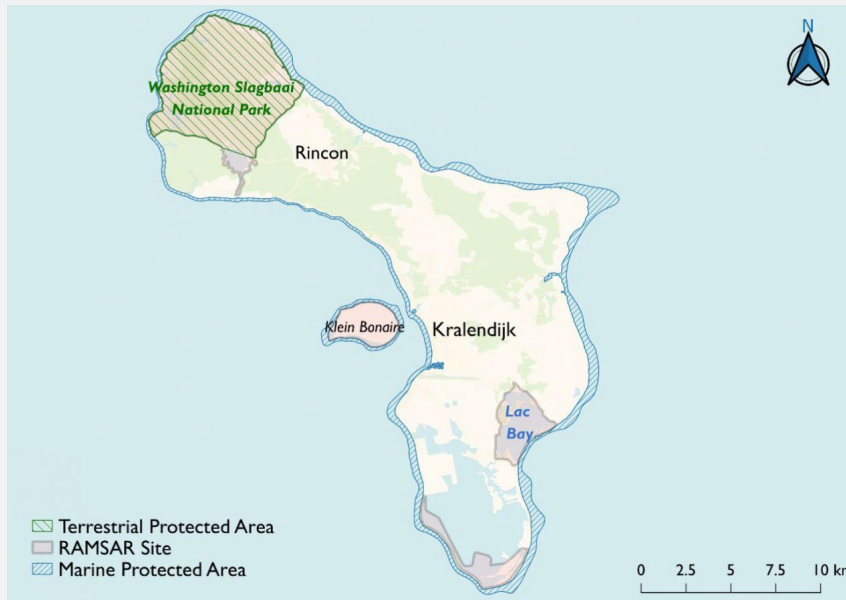 N
Washington Slagbaai
National Park
Rincon
Klein Bonaire
Kralendijk
Lac
Bay
Terrestrial Protected Area
RAMSAR Site
Marine Protected Area
0 2.5 5 7.5 10 km